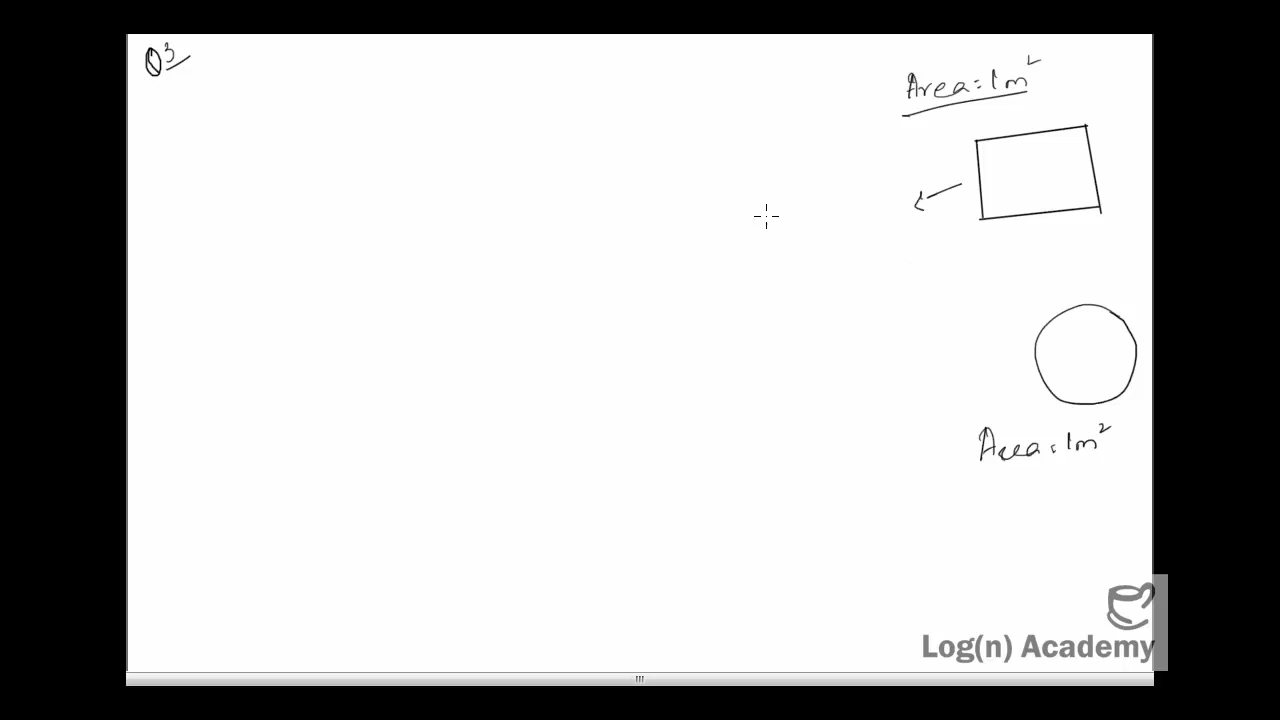 Q3
Area = 1m²
Area = 1m²
Log(n) Academy